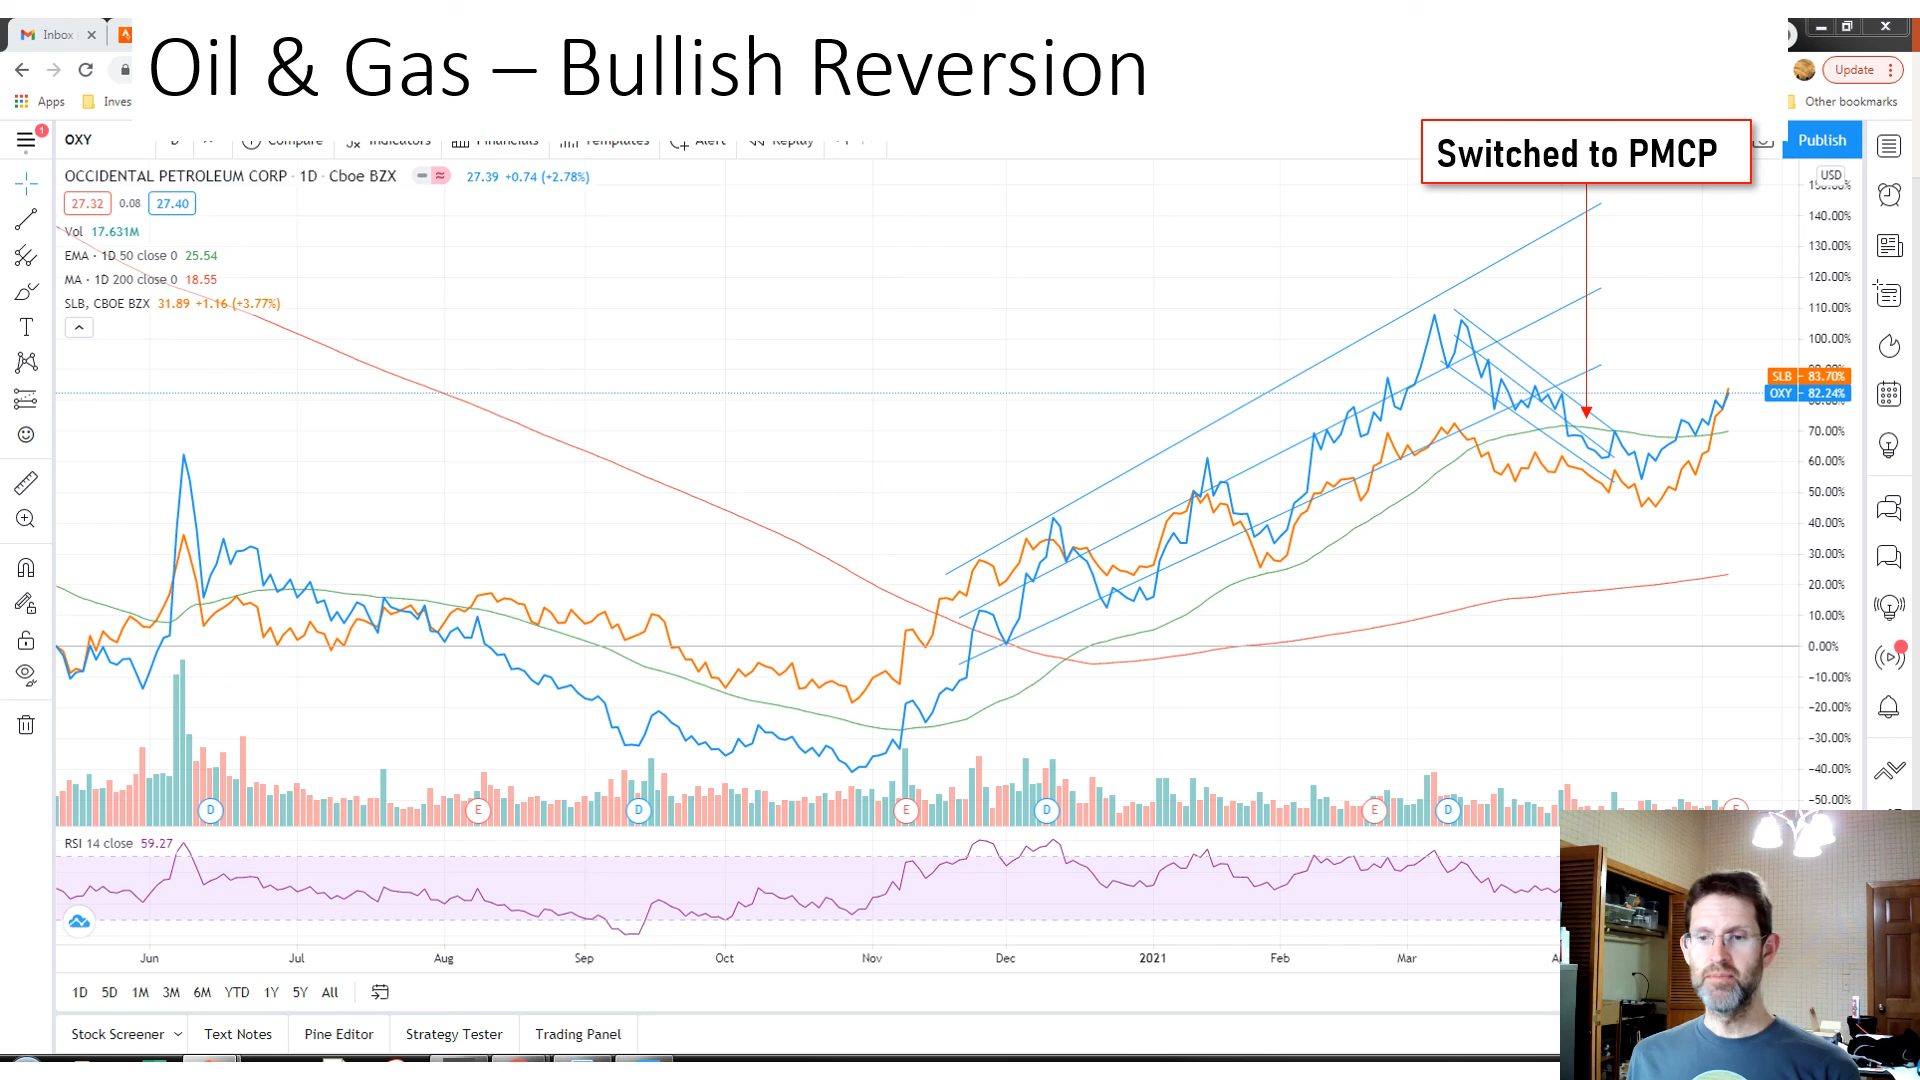 Inbox
Oil & Gas – Bullish Reversion
Update
Apps
Inves
Other bookmarks
1
OXY
D
Compare
Indicators
Financials
Templates
Alert
Replay
Switched to PMCP
Publish
OCCIDENTAL PETROLEUM CORP · 1D · Cboe BZX
27.39 +0.74 (+2.78%)
USD
27.32 0.08 27.40
Vol 17.631M
EMA · 1D 50 close 0 25.54
MA · 1D 200 close 0 18.55
SLB, CBOE BZX 31.89 +1.16 (+3.77%)
140.00%
130.00%
120.00%
110.00%
100.00%
SLB 83.70%
OXY 82.24%
70.00%
60.00%
50.00%
40.00%
30.00%
20.00%
10.00%
0.00%
−10.00%
−20.00%
−30.00%
−40.00%
−50.00%
D E D E D E D E
RSI 14 close 59.27
Jun Jul Aug Sep Oct Nov Dec 2021 Feb Mar
1D 5D 1M 3M 6M YTD 1Y 5Y All
Stock Screener Text Notes Pine Editor Strategy Tester Trading Panel